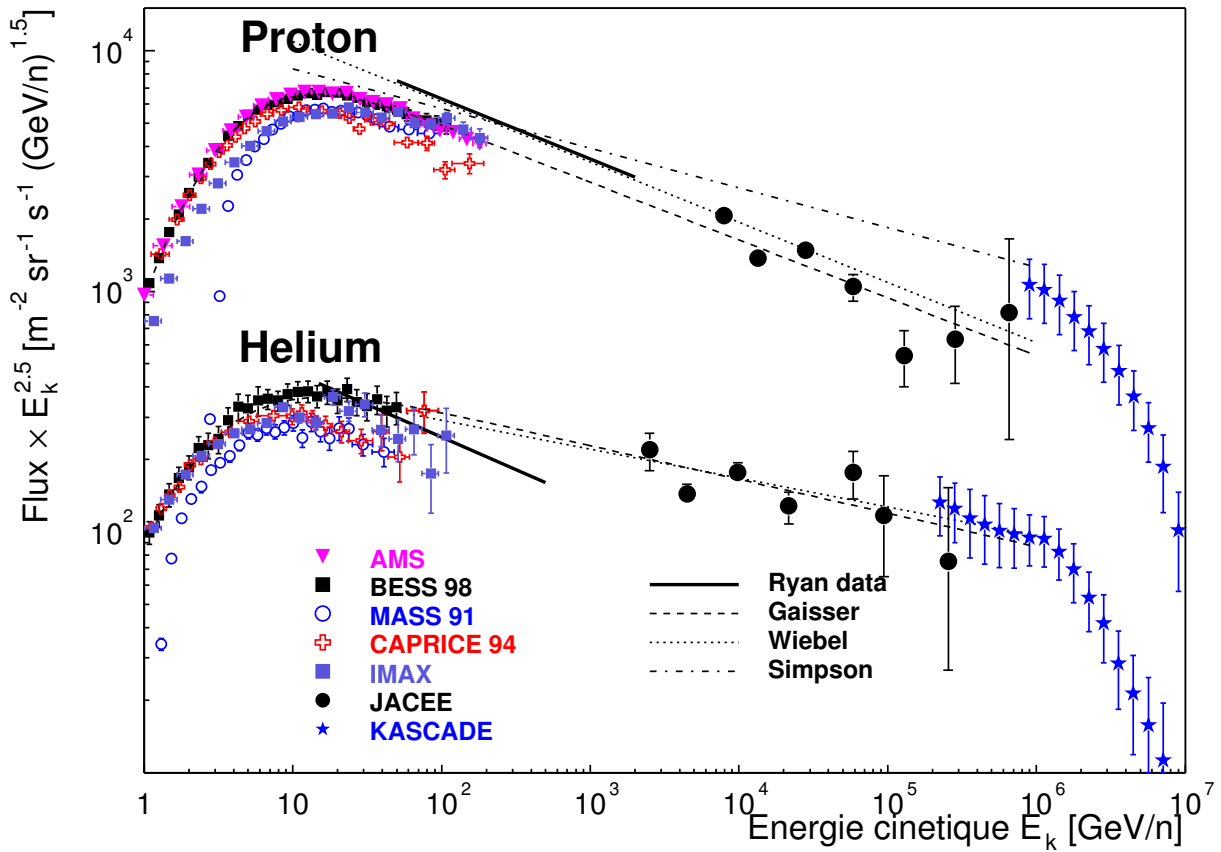 Flux × E_k^2.5 [m^-2 sr^-1 s^-1 (GeV/n)^1.5]
10^4
10^3
10^2
Proton
Helium
AMS
BESS 98
MASS 91
CAPRICE 94
IMAX
JACEE
KASCADE
Ryan data
Gaisser
Wiebel
Simpson
1 10 10^2 10^3 10^4 10^5 10^6 10^7
Energie cinetique E_k [GeV/n]